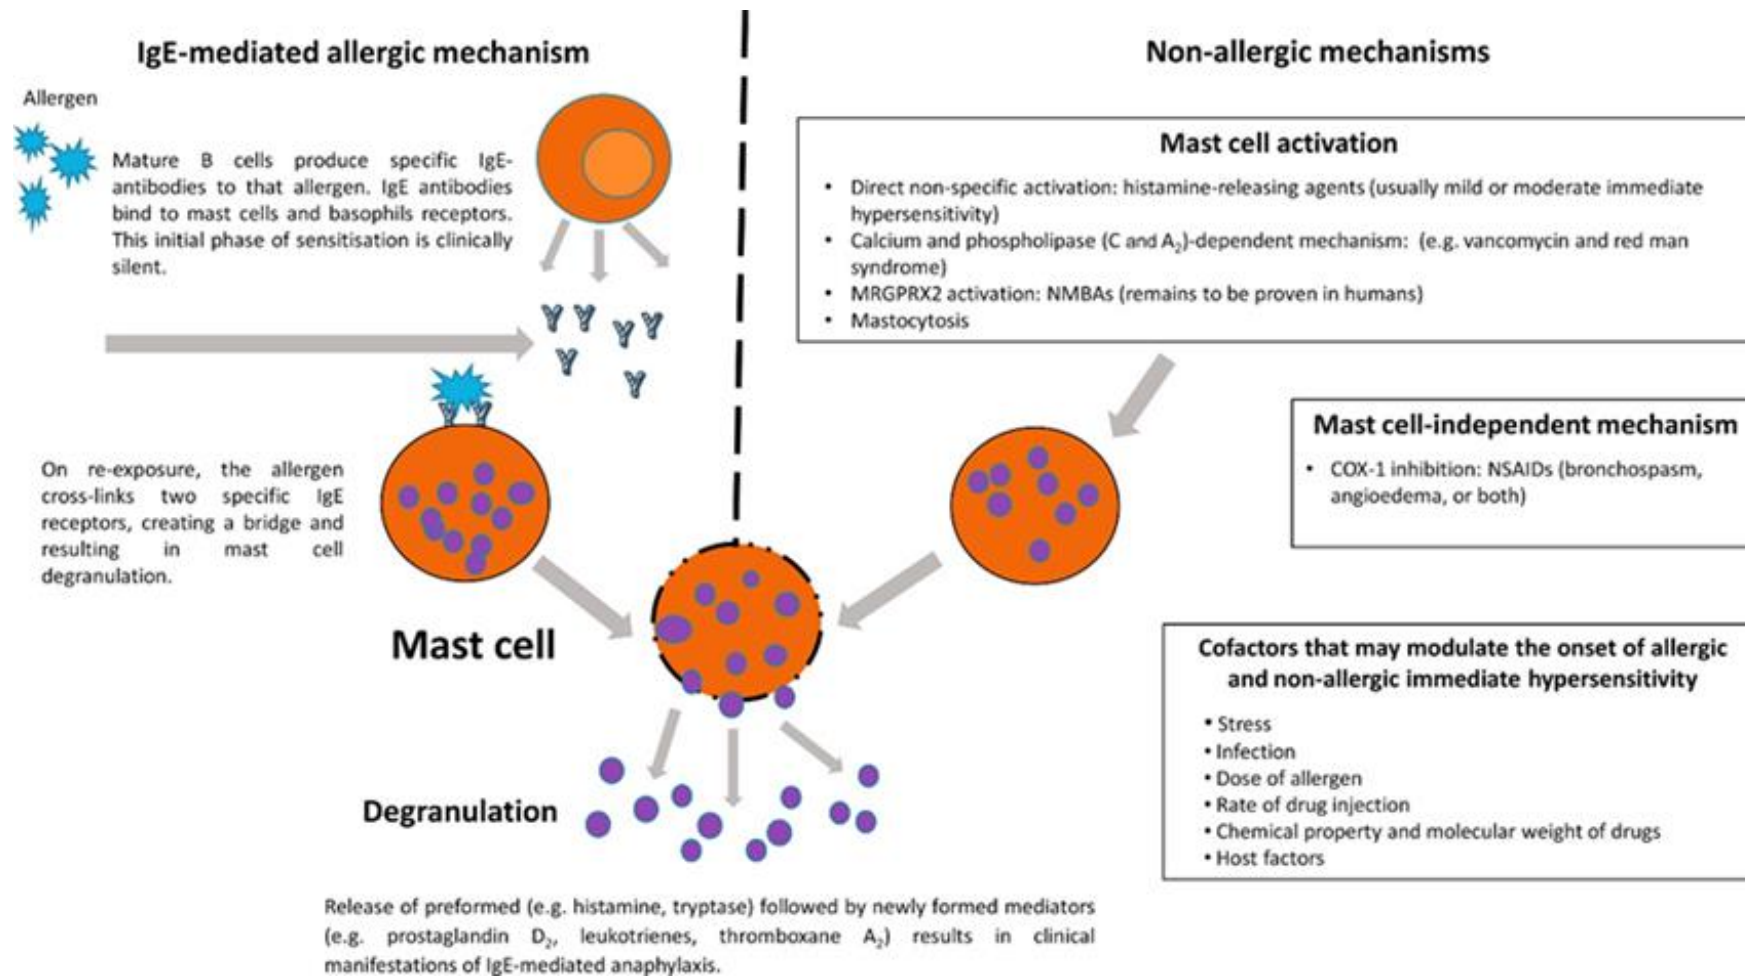 IgE-mediated allergic mechanism
Allergen
Mature B cells produce specific IgE-
antibodies to that allergen. IgE antibodies
bind to mast cells and basophils receptors.
This initial phase of sensitisation is clinically
silent.
On re-exposure, the allergen
cross-links two specific IgE
receptors, creating a bridge and
resulting in mast cell
degranulation.
Mast cell
Degranulation
Release of preformed (e.g. histamine, tryptase) followed by newly formed mediators
(e.g. prostaglandin D₂, leukotrienes, thromboxane A₂) results in clinical
manifestations of IgE-mediated anaphylaxis.
Non-allergic mechanisms
Mast cell activation
• Direct non-specific activation: histamine-releasing agents (usually mild or moderate immediate
hypersensitivity)
• Calcium and phospholipase (C and A₂)-dependent mechanism: (e.g. vancomycin and red man
syndrome)
• MRGPRX2 activation: NMBAs (remains to be proven in humans)
• Mastocytosis
Mast cell-independent mechanism
• COX-1 inhibition: NSAIDs (bronchospasm,
angioedema, or both)
Cofactors that may modulate the onset of allergic
and non-allergic immediate hypersensitivity
• Stress
• Infection
• Dose of allergen
• Rate of drug injection
• Chemical property and molecular weight of drugs
• Host factors